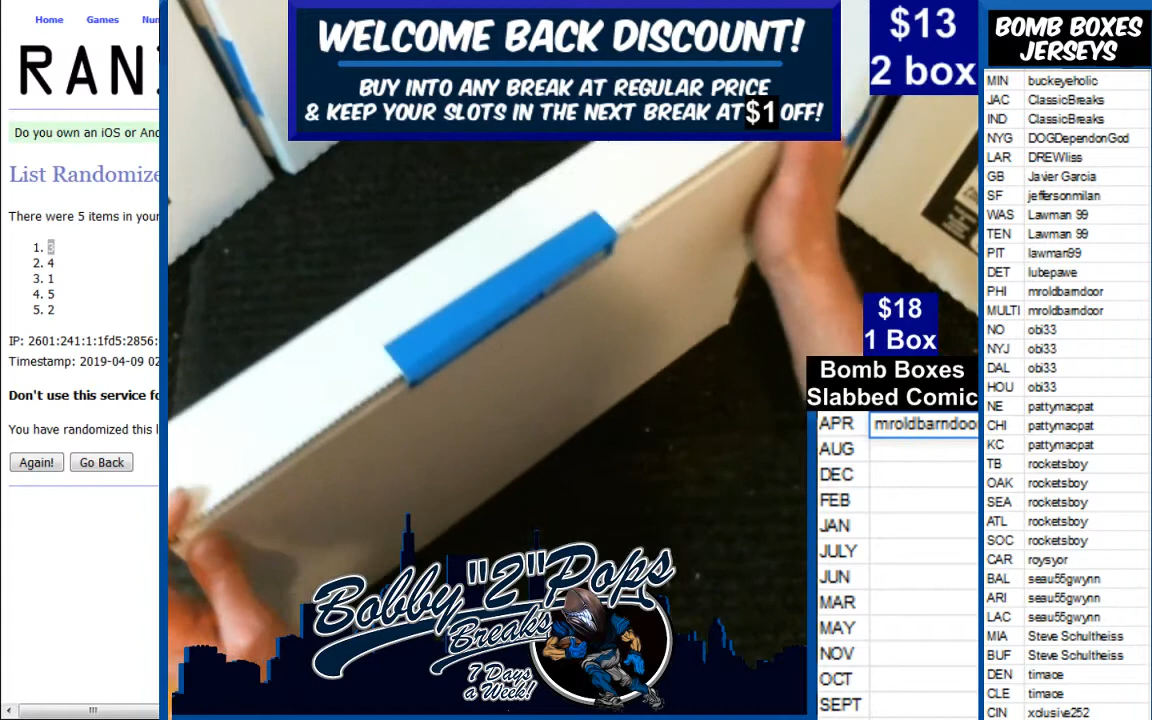 Home Games Nu
RAN
Do you own an iOS or And
List Randomize
There were 5 items in your
1. 3
2. 4
3. 1
4. 5
5. 2
IP: 2601:241:1:1fd5:2856:
Timestamp: 2019-04-09 02
Don't use this service fo
You have randomized this l
Again! Go Back
WELCOME BACK DISCOUNT!
BUY INTO ANY BREAK AT REGULAR PRICE
& KEEP YOUR SLOTS IN THE NEXT BREAK AT $1 OFF!
$13
2 box
$18
1 Box
Bomb Boxes
Slabbed Comic
APR mroldbarndoo
AUG
DEC
FEB
JAN
JULY
JUN
MAR
MAY
NOV
OCT
SEPT
Bobby "2" Pops
Breaks
7 Days
a Week!
BOMB BOXES
JERSEYS
MIN buckeyeholic
JAC ClassicBreaks
IND ClassicBreaks
NYG DOGDependonGod
LAR DREWliss
GB Javier Garcia
SF jeffersonmilan
WAS Lawman 99
TEN Lawman 99
PIT lawman99
DET lubepawe
PHI mroldbarndoor
MULTI mroldbarndoor
NO obi33
NYJ obi33
DAL obi33
HOU obi33
NE pattymacpat
CHI pattymacpat
KC pattymacpat
TB rocketsboy
OAK rocketsboy
SEA rocketsboy
ATL rocketsboy
SOC rocketsboy
CAR roysyor
BAL seau55gwynn
ARI seau55gwynn
LAC seau55gwynn
MIA Steve Schultheiss
BUF Steve Schultheiss
DEN timace
CLE timace
CIN xclusive252